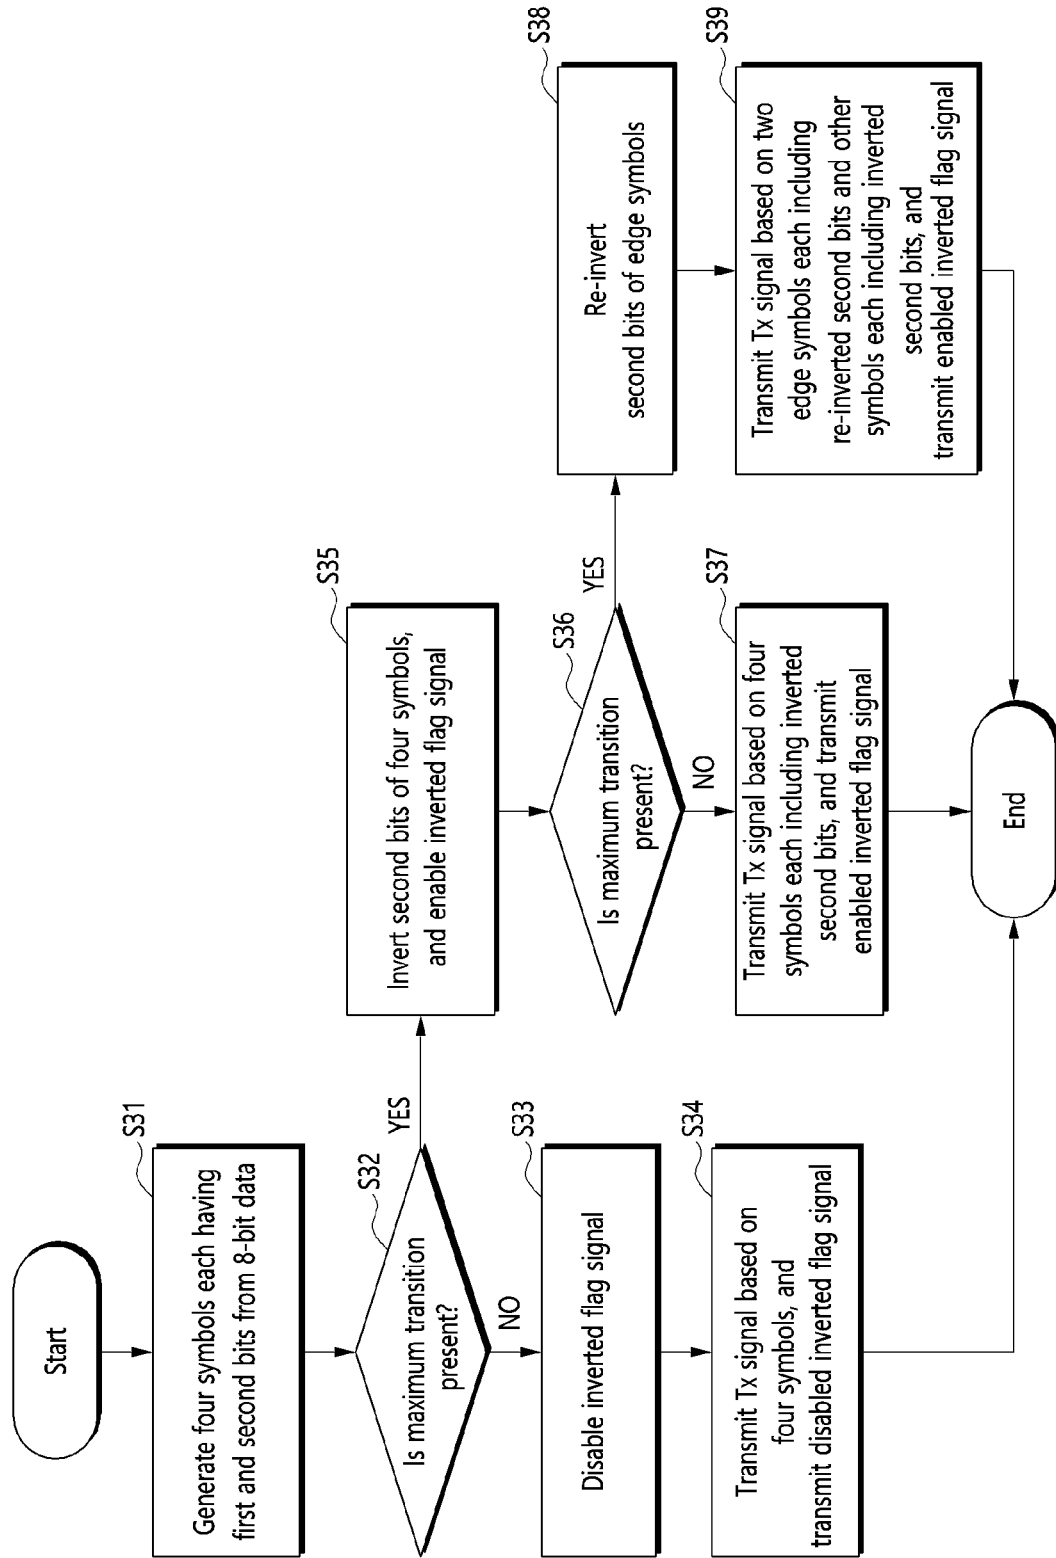 Start
S31
Generate four symbols each having
first and second bits from 8-bit data
S32
Is maximum transition
present?
YES
NO
S33
Disable inverted flag signal
S34
Transmit Tx signal based on
four symbols, and
transmit disabled inverted flag signal
S35
Invert second bits of four symbols,
and enable inverted flag signal
S36
Is maximum transition
present?
YES
NO
S37
Transmit Tx signal based on four
symbols each including inverted
second bits, and transmit
enabled inverted flag signal
S38
Re-invert
second bits of edge symbols
S39
Transmit Tx signal based on two
edge symbols each including
re-inverted second bits and other
symbols each including inverted
second bits, and
transmit enabled inverted flag signal
End